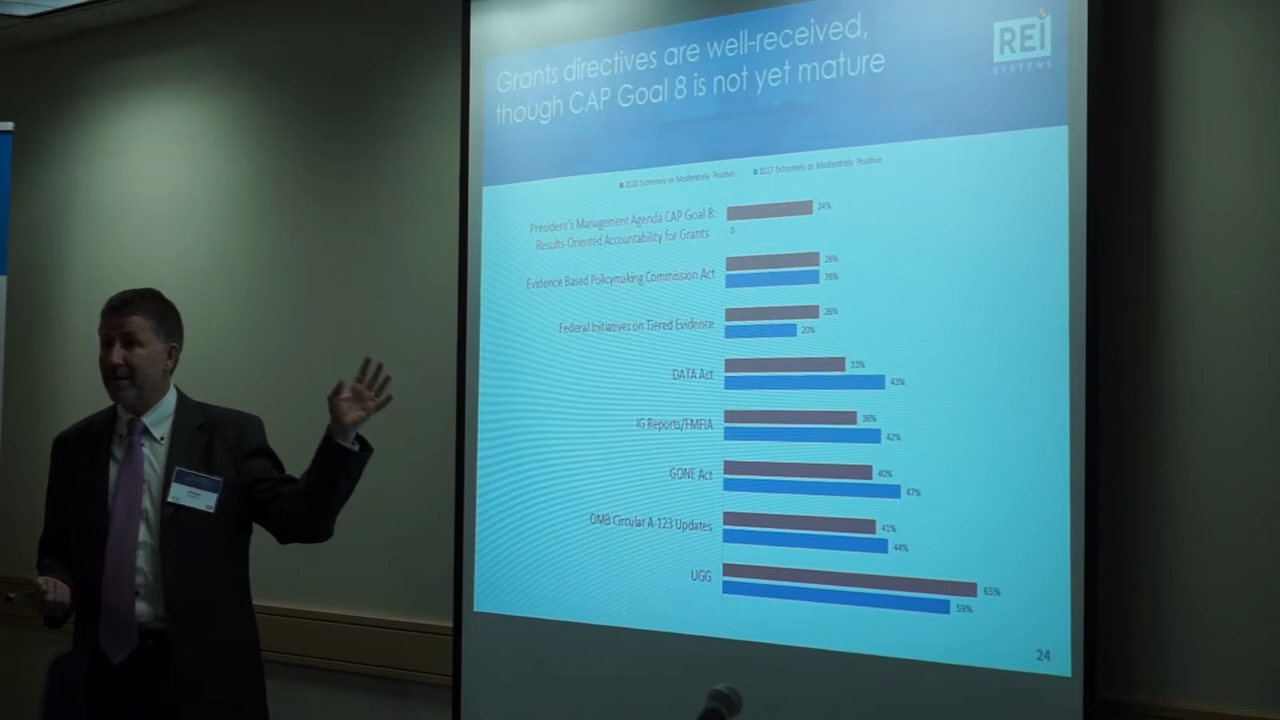 Grants directives are well-received,
though CAP Goal 8 is not yet mature
REI
SYSTEMS
2018 Extremely or Moderately Positive
2017 Extremely or Moderately Positive
President's Management Agenda CAP Goal 8:
Results-Oriented Accountability for Grants
24%
0
Evidence Based Policymaking Commission Act
26%
26%
Federal Initiatives on Tiered Evidence
26%
20%
DATA Act
33%
43%
IG Reports/FMFIA
36%
42%
GONE Act
40%
47%
OMB Circular A-123 Updates
41%
44%
UGG
65%
59%
24